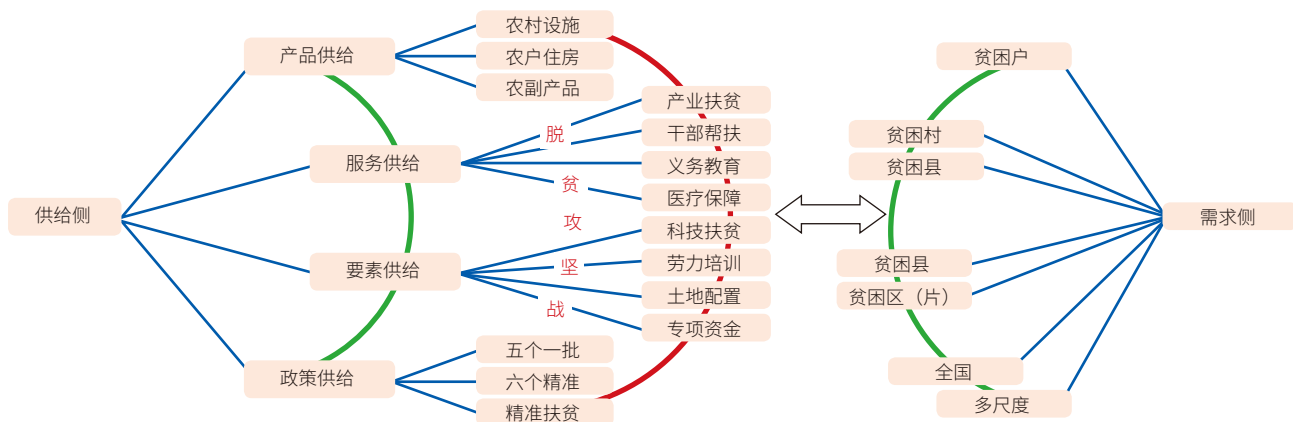 供给侧
产品供给
服务供给
要素供给
政策供给
农村设施
农户住房
农副产品
脱
贫
攻
坚
战
产业扶贫
干部帮扶
义务教育
医疗保障
科技扶贫
劳力培训
土地配置
专项资金
五个一批
六个精准
精准扶贫
贫困户
贫困村
贫困县
贫困县
贫困区（片）
全国
多尺度
需求侧